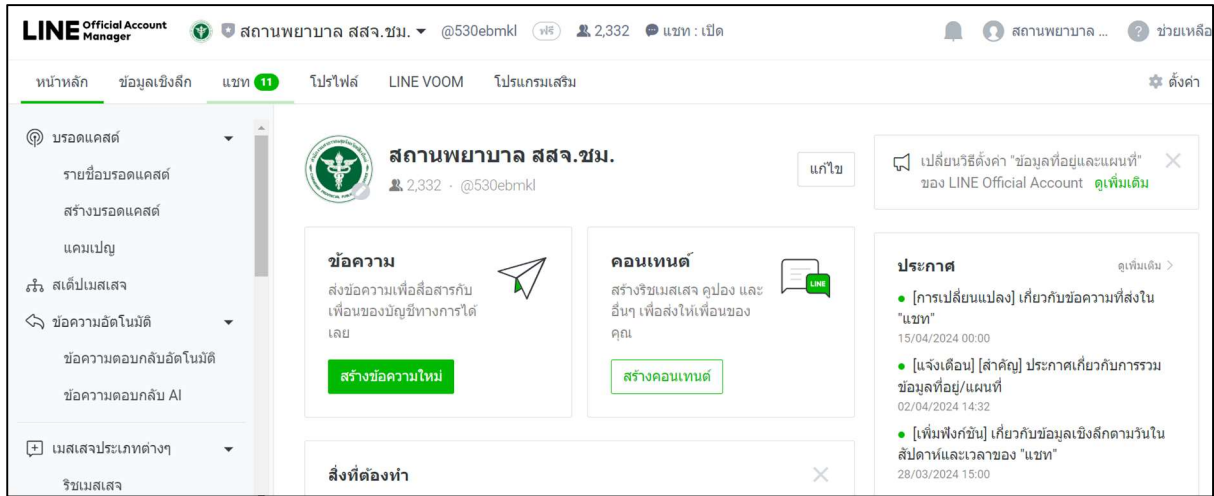 LINE Official Account Manager
สถานพยาบาล สสจ.ชม. @530ebmkl ฟรี 2,332 แชท : เปิด
สถานพยาบาล ... ? ช่วยเหลือ
หน้าหลัก ข้อมูลเชิงลึก แชท 11 โปรไฟล์ LINE VOOM โปรแกรมเสริม ตั้งค่า
บรอดแคสต์
รายชื่อบรอดแคสต์
สร้างบรอดแคสต์
แคมเปญ
สเต็ปเมสเสจ
ข้อความอัตโนมัติ
ข้อความตอบกลับอัตโนมัติ
ข้อความตอบกลับ AI
เมสเสจประเภทต่างๆ
ริชเมสเสจ
สถานพยาบาล สสจ.ชม.
2,332 · @530ebmkl
แก้ไข
ข้อความ
ส่งข้อความเพื่อสื่อสารกับ
เพื่อนของบัญชีทางการได้
เลย
สร้างข้อความใหม่
คอนเทนต์
สร้างริชเมสเสจ คูปอง และ
อื่นๆ เพื่อส่งให้เพื่อนของ
คุณ
LINE
สร้างคอนเทนต์
สิ่งที่ต้องทำ
เปลี่ยนวิธีตั้งค่า "ข้อมูลที่อยู่และแผนที่"
ของ LINE Official Account ดูเพิ่มเติม
ประกาศ ดูเพิ่มเติม >
• [การเปลี่ยนแปลง] เกี่ยวกับข้อความที่ส่งใน
"แชท"
15/04/2024 00:00
• [แจ้งเตือน] [สำคัญ] ประกาศเกี่ยวกับการรวม
ข้อมูลที่อยู่/แผนที่
02/04/2024 14:32
• [เพิ่มฟังก์ชัน] เกี่ยวกับข้อมูลเชิงลึกตามวันใน
สัปดาห์และเวลาของ "แชท"
28/03/2024 15:00